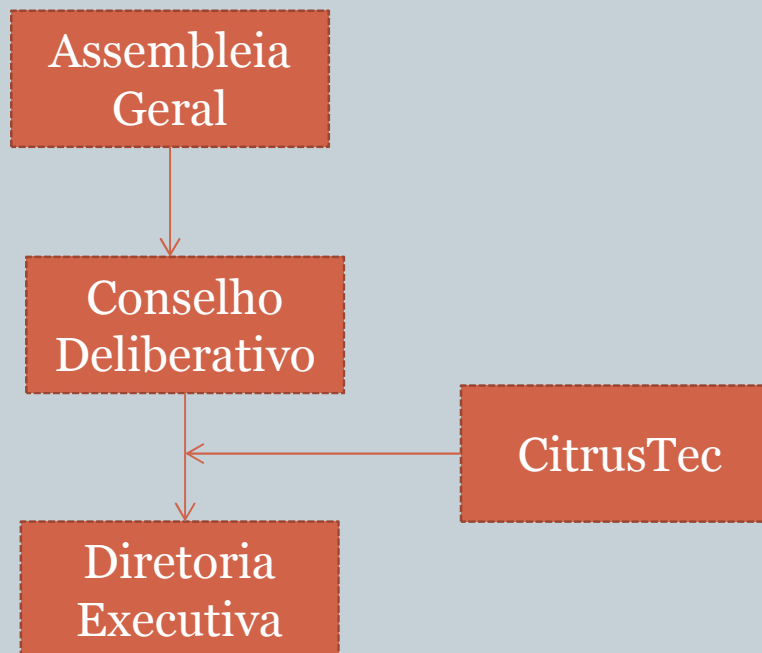 Assembleia
Geral
Conselho
Deliberativo
CitrusTec
Diretoria
Executiva